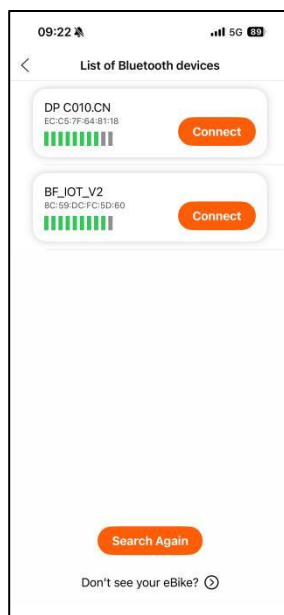 09:22
5G 89
List of Bluetooth devices
DP C010.CN
EC:C5:7F:64:81:18
Connect
BF_IOT_V2
8C:59:DC:FC:5D:60
Connect
Search Again
Don't see your eBike?